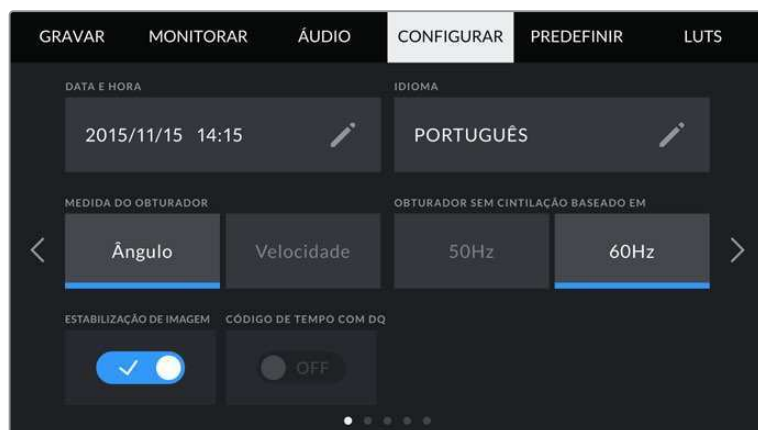 GRAVAR MONITORAR ÁUDIO CONFIGURAR PREDEFINIR LUTS
DATA E HORA IDIOMA
2015/11/15 14:15 PORTUGUÊS
MEDIDA DO OBTURADOR OBTURADOR SEM CINTILAÇÃO BASEADO EM
Ângulo Velocidade 50Hz 60Hz
ESTABILIZAÇÃO DE IMAGEM CÓDIGO DE TEMPO COM DQ
OFF